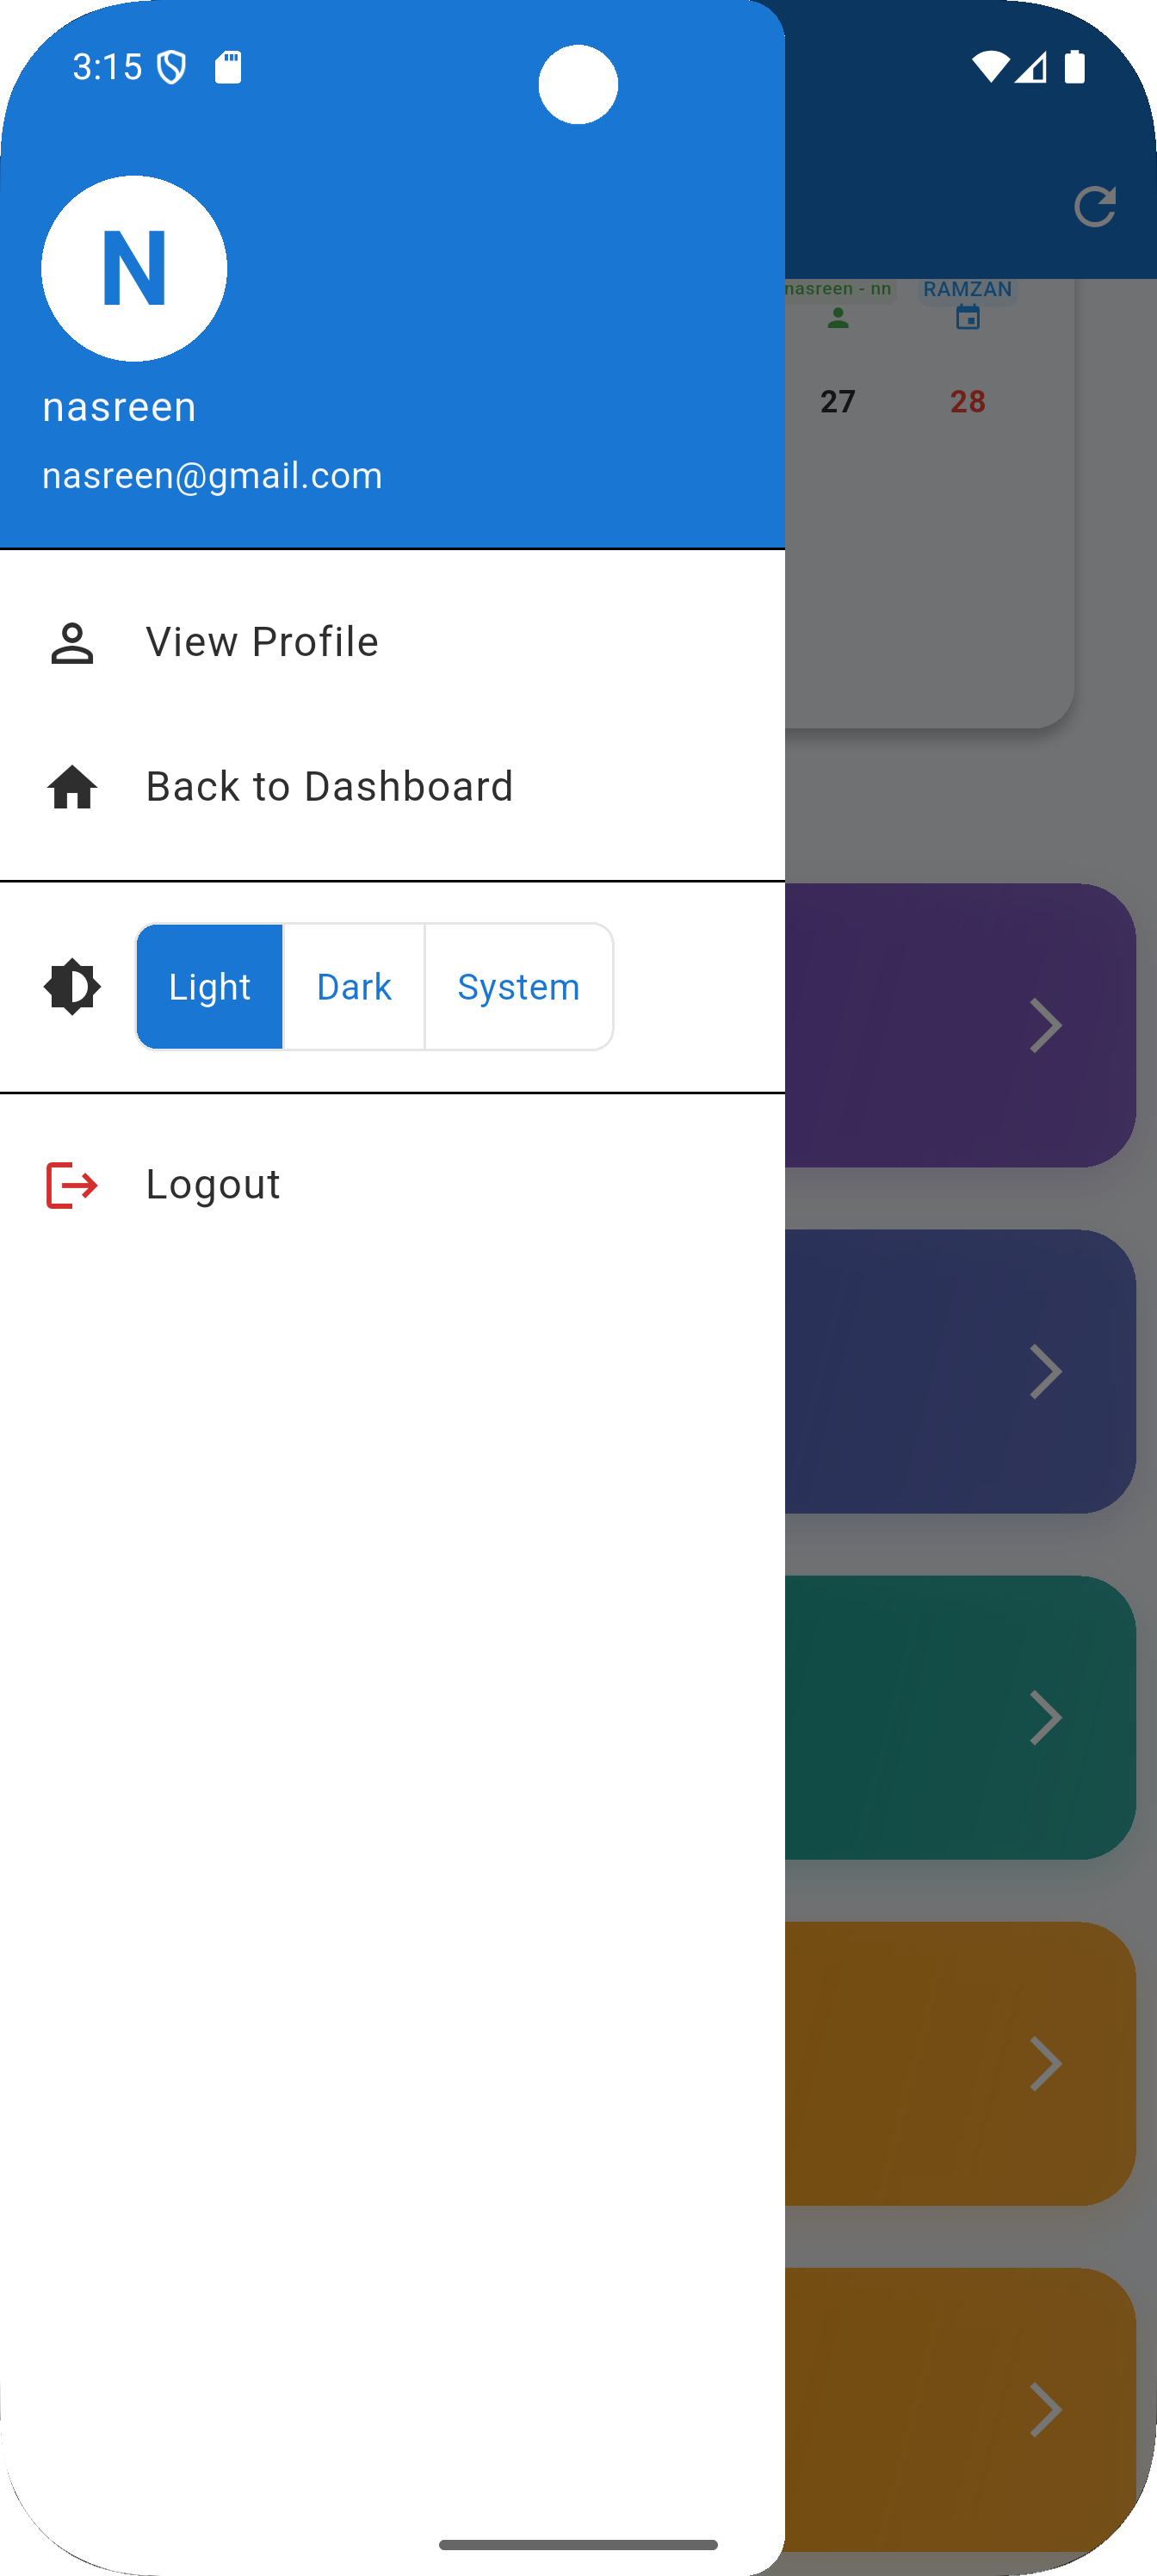 3:15
N
nasreen
nasreen@gmail.com
nasreen - nn
RAMZAN
27
28
View Profile
Back to Dashboard
Light
Dark
System
Logout